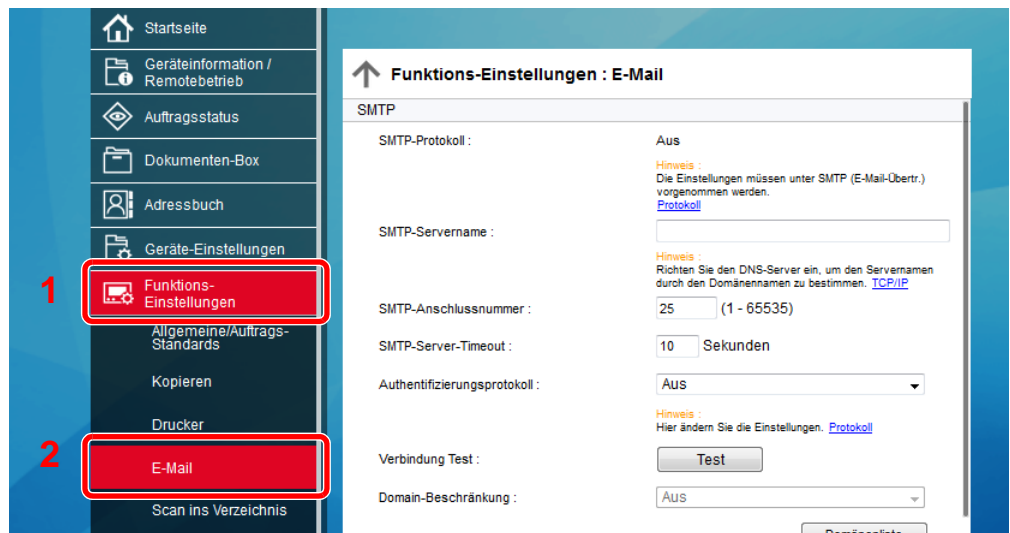 Startseite
Geräteinformation /
Remotebetrieb
Auftragsstatus
Dokumenten-Box
Adressbuch
Geräte-Einstellungen
1
Funktions-
Einstellungen
Allgemeine/Auftrags-
Standards
Kopieren
Drucker
2
E-Mail
Scan ins Verzeichnis
Funktions-Einstellungen : E-Mail
SMTP
SMTP-Protokoll : Aus
Hinweis :
Die Einstellungen müssen unter SMTP (E-Mail-Übertr.)
vorgenommen werden.
Protokoll
SMTP-Servername :
Hinweis :
Richten Sie den DNS-Server ein, um den Servernamen
durch den Domänennamen zu bestimmen. TCP/IP
SMTP-Anschlussnummer : 25 (1 - 65535)
SMTP-Server-Timeout : 10 Sekunden
Authentifizierungsprotokoll : Aus
Hinweis :
Hier ändern Sie die Einstellungen. Protokoll
Verbindung Test : Test
Domain-Beschränkung : Aus